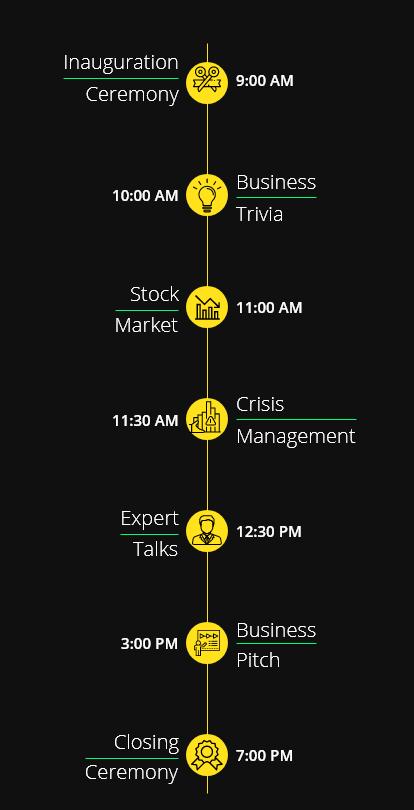 Inauguration
Ceremony
9:00 AM
10:00 AM
Business
Trivia
Stock
Market
11:00 AM
11:30 AM
Crisis
Management
Expert
Talks
12:30 PM
3:00 PM
Business
Pitch
Closing
Ceremony
7:00 PM